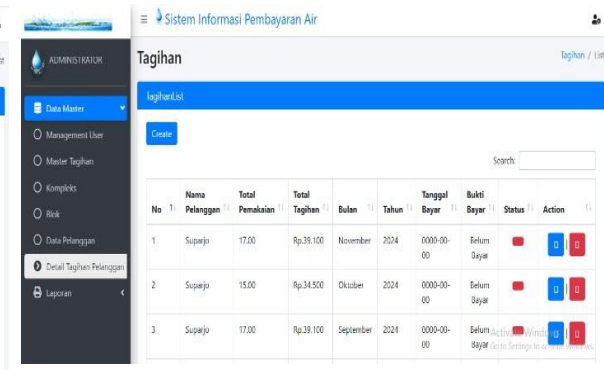 Sistem Informasi Pembayaran Air
ADMINISTRATOR
Data Master
Management User
Master Tagihan
Kompleks
Blok
Data Pelanggan
Detail Tagihan Pelanggan
Laporan
Tagihan
Tagihan / List
TagihanList
Create
Search:
No Nama Pelanggan Total Pemakaian Total Tagihan Bulan Tahun Tanggal Bayar Bukti Bayar Status Action
1 Suparjo 17.00 Rp.39.100 November 2024 0000-00-00 Belum Bayar
2 Suparjo 15.00 Rp.34.500 Oktober 2024 0000-00-00 Belum Bayar
3 Suparjo 17.00 Rp.39.100 September 2024 0000-00-00 Belum Bayar